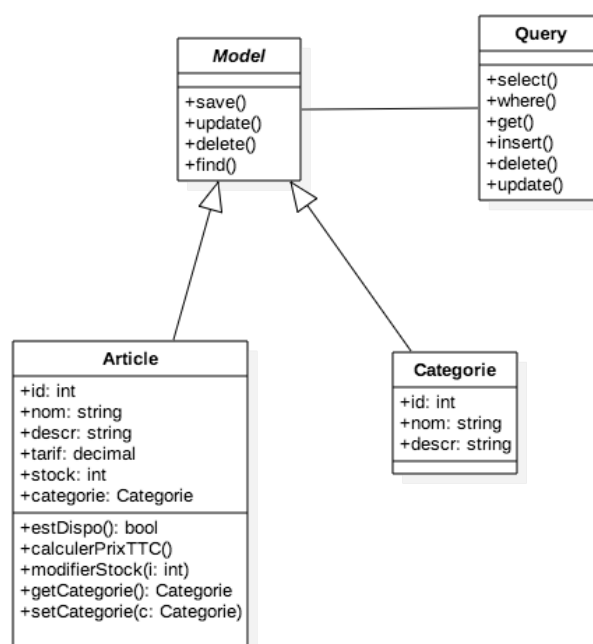 Model
+save()
+update()
+delete()
+find()
Query
+select()
+where()
+get()
+insert()
+delete()
+update()
Article
+id: int
+nom: string
+descr: string
+tarif: decimal
+stock: int
+categorie: Categorie
+estDispo(): bool
+calculerPrixTTC()
+modifierStock(i: int)
+getCategorie(): Categorie
+setCategorie(c: Categorie)
Categorie
+id: int
+nom: string
+descr: string